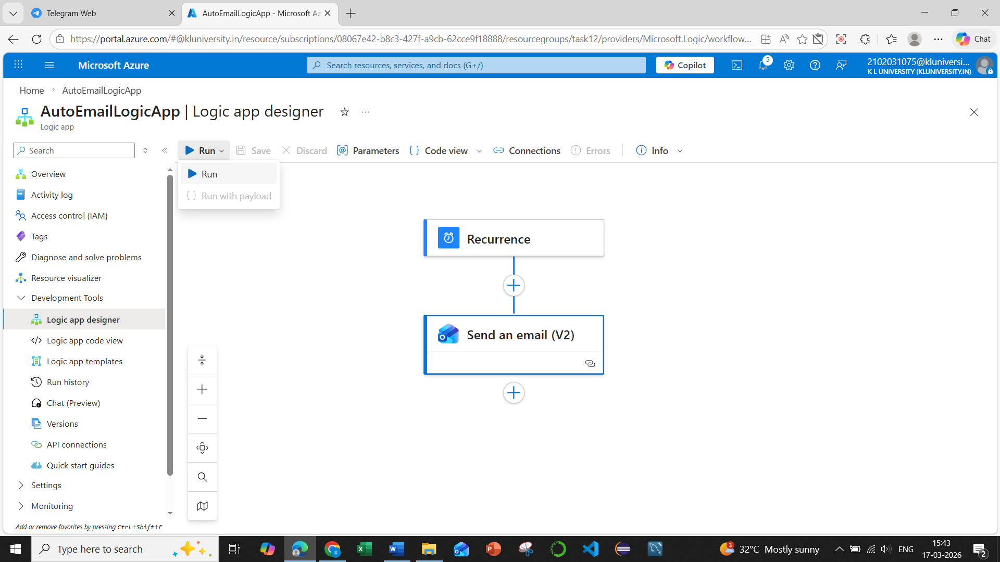 Telegram Web
AutoEmailLogicApp - Microsoft Az
https://portal.azure.com/#@kluniversity.in/resource/subscriptions/08067e42-b8c3-427f-a9cb-62cce9f18888/resourcegroups/task12/providers/Microsoft.Logic/workflow...
Chat
Microsoft Azure
Search resources, services, and docs (G+/)
Copilot
5
2102031075@kluniversi...
K L UNIVERSITY (KLUNIVERSITY.IN)
Home
AutoEmailLogicApp
AutoEmailLogicApp | Logic app designer
Logic app
Search
Run
Save
Discard
Parameters
Code view
Connections
Errors
Info
Run
Run with payload
Overview
Activity log
Access control (IAM)
Tags
Diagnose and solve problems
Resource visualizer
Development Tools
Logic app designer
Logic app code view
Logic app templates
Run history
Chat (Preview)
Versions
API connections
Quick start guides
Settings
Monitoring
Add or remove favorites by pressing Ctrl+Shift+F
Recurrence
Send an email (V2)
Type here to search
3
32°C Mostly sunny
ENG
15:43
17-03-2026
2